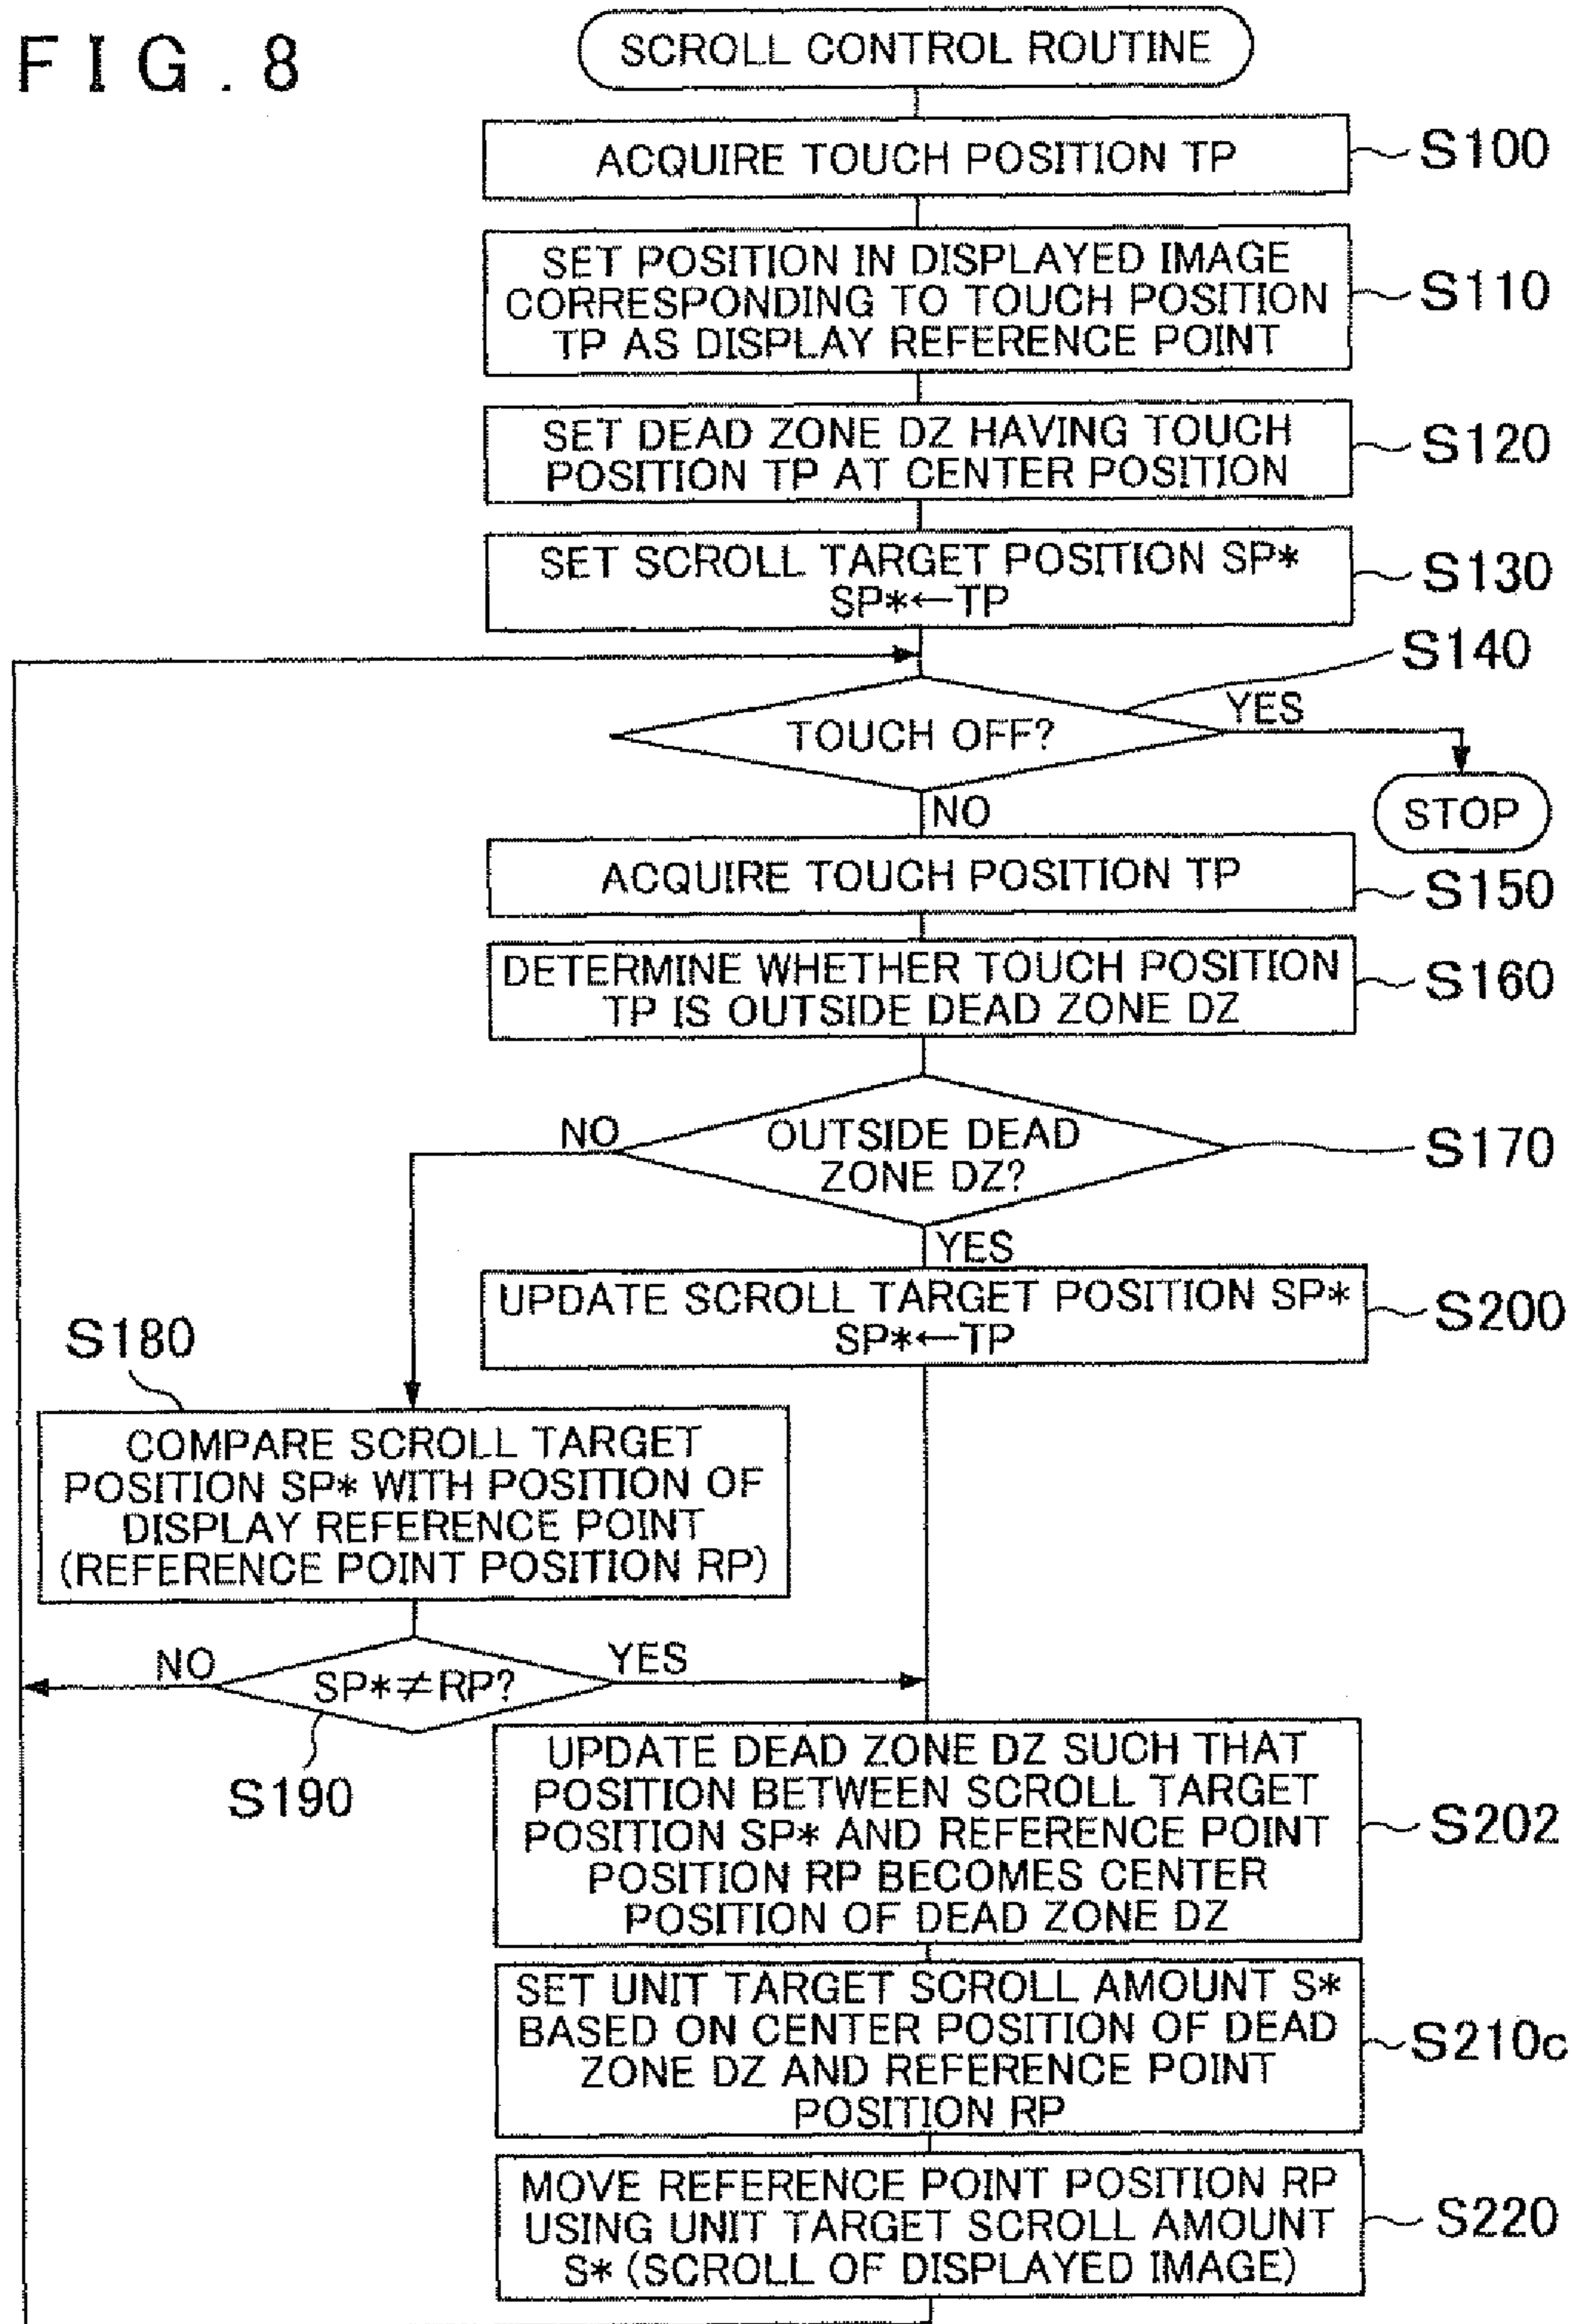 FIG.8
SCROLL CONTROL ROUTINE
ACQUIRE TOUCH POSITION TP
S100
SET POSITION IN DISPLAYED IMAGE
CORRESPONDING TO TOUCH POSITION
TP AS DISPLAY REFERENCE POINT
S110
SET DEAD ZONE DZ HAVING TOUCH
POSITION TP AT CENTER POSITION
S120
SET SCROLL TARGET POSITION SP*
SP*←TP
S130
S140
TOUCH OFF?
YES
STOP
NO
ACQUIRE TOUCH POSITION TP
S150
DETERMINE WHETHER TOUCH POSITION
TP IS OUTSIDE DEAD ZONE DZ
S160
NO
OUTSIDE DEAD
ZONE DZ?
S170
YES
UPDATE SCROLL TARGET POSITION SP*
SP*←TP
S200
S180
COMPARE SCROLL TARGET
POSITION SP* WITH POSITION OF
DISPLAY REFERENCE POINT
(REFERENCE POINT POSITION RP)
NO
SP*≠RP?
YES
S190
UPDATE DEAD ZONE DZ SUCH THAT
POSITION BETWEEN SCROLL TARGET
POSITION SP* AND REFERENCE POINT
POSITION RP BECOMES CENTER
POSITION OF DEAD ZONE DZ
S202
SET UNIT TARGET SCROLL AMOUNT S*
BASED ON CENTER POSITION OF DEAD
ZONE DZ AND REFERENCE POINT
POSITION RP
S210c
MOVE REFERENCE POINT POSITION RP
USING UNIT TARGET SCROLL AMOUNT
S* (SCROLL OF DISPLAYED IMAGE)
S220